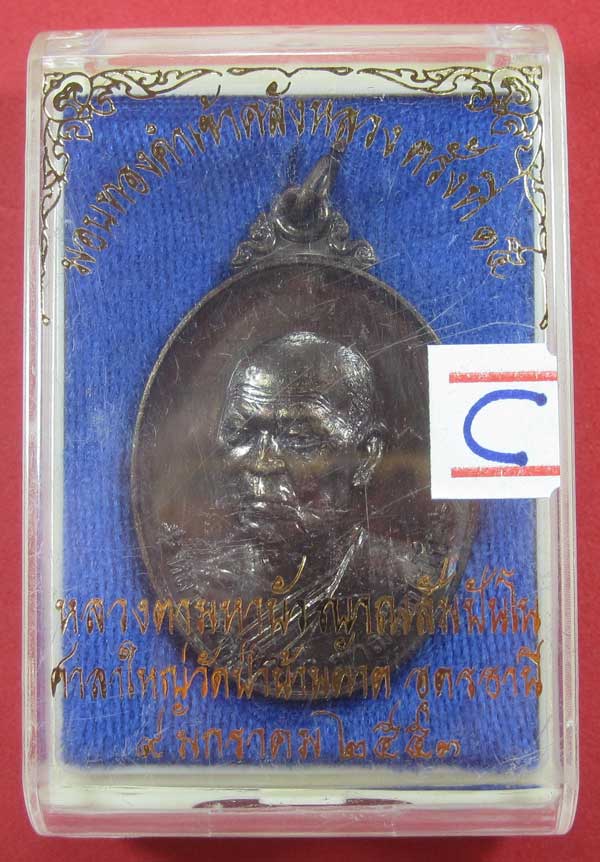 มอบทองคำเข้าคลังหลวง ครั้งที่ ๑๕
C
หลวงตามหาบัว ญาณสัมปันโน
ศาลาใหญ่วัดป่าบ้านตาด อุดรธานี
๙ มกราคม ๒๕๕๓